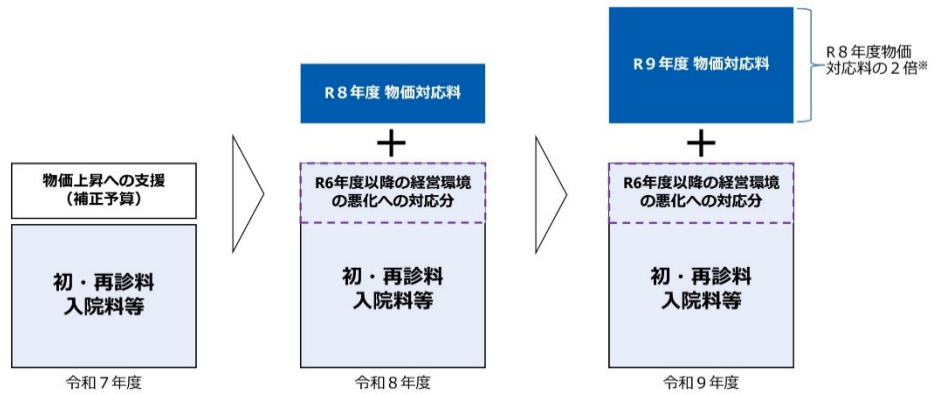 物価上昇への支援
（補正予算）
初・再診料
入院料等
令和７年度
R８年度 物価対応料
＋
R6年度以降の経営環境
の悪化への対応分
初・再診料
入院料等
令和８年度
R９年度 物価対応料
R８年度物価
対応料の２倍※
＋
R6年度以降の経営環境
の悪化への対応分
初・再診料
入院料等
令和９年度